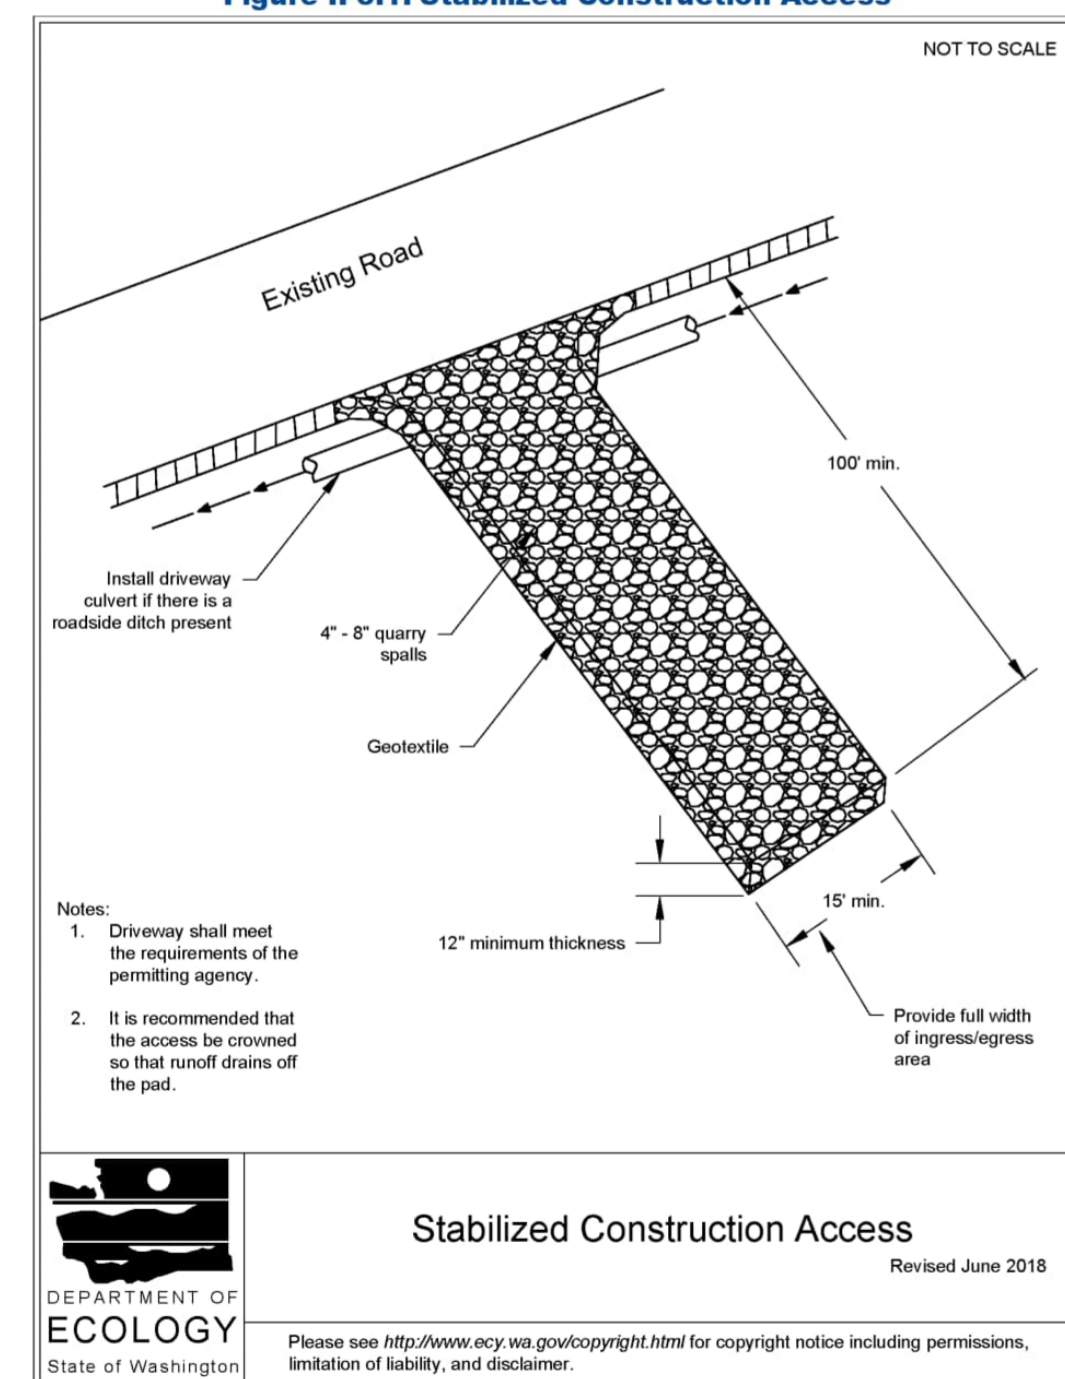 NOT TO SCALE
Existing Road
100' min.
Install driveway
culvert if there is a
roadside ditch present
4" - 8" quarry
spalls
Geotextile
15' min.
12" minimum thickness
Provide full width
of ingress/egress
area
Notes:
1. Driveway shall meet
the requirements of the
permitting agency.
2. It is recommended that
the access be crowned
so that runoff drains off
the pad.
DEPARTMENT OF
ECOLOGY
State of Washington
Stabilized Construction Access
Revised June 2018
Please see http://www.ecy.wa.gov/copyright.html for copyright notice including permissions,
limitation of liability, and disclaimer.